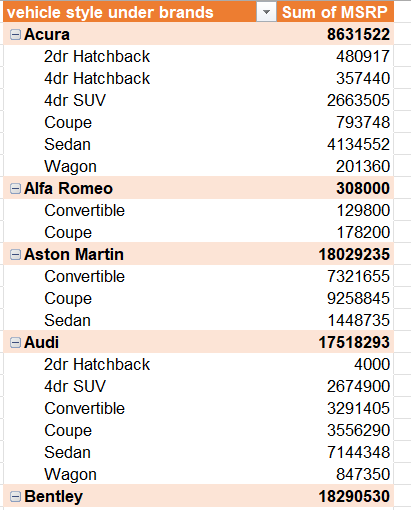 vehicle style under brands Sum of MSRP
Acura 8631522
2dr Hatchback 480917
4dr Hatchback 357440
4dr SUV 2663505
Coupe 793748
Sedan 4134552
Wagon 201360
Alfa Romeo 308000
Convertible 129800
Coupe 178200
Aston Martin 18029235
Convertible 7321655
Coupe 9258845
Sedan 1448735
Audi 17518293
2dr Hatchback 4000
4dr SUV 2674900
Convertible 3291405
Coupe 3556290
Sedan 7144348
Wagon 847350
Bentley 18290530